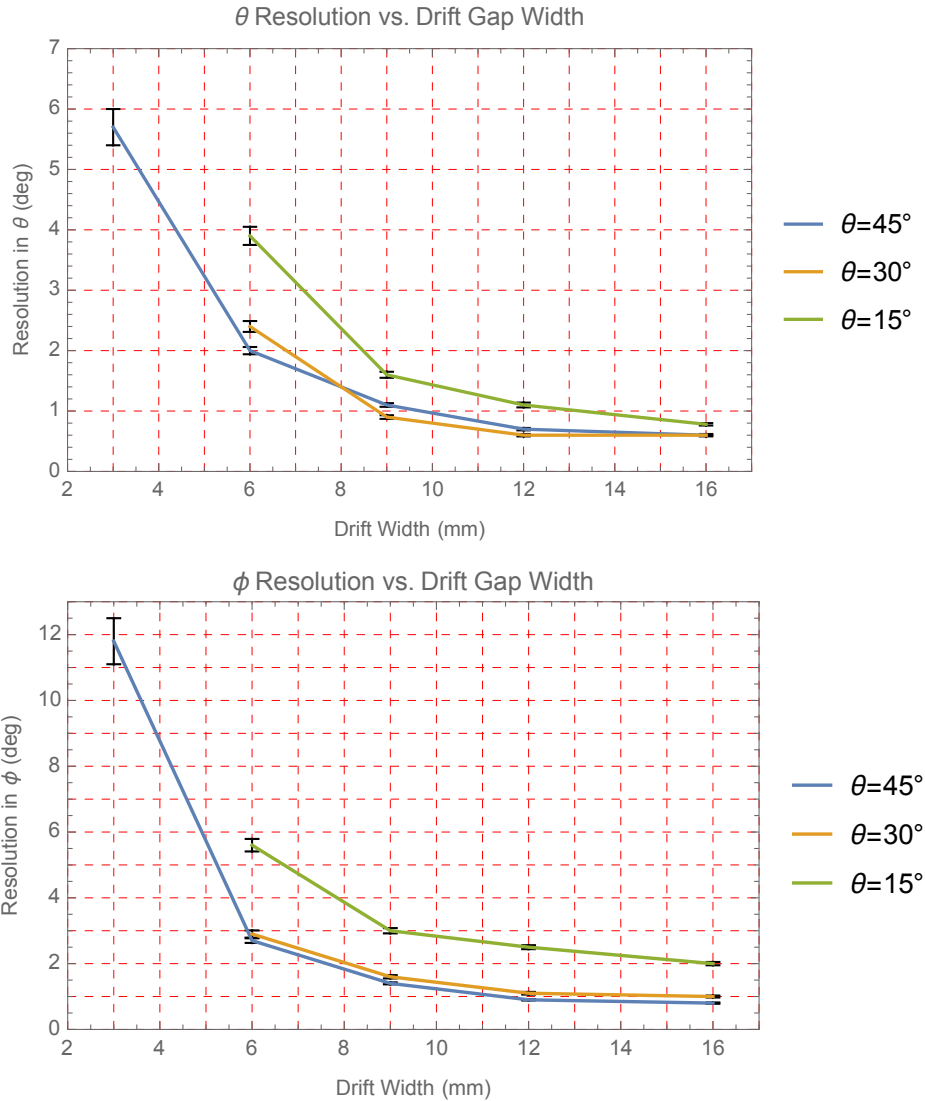 θ Resolution vs. Drift Gap Width
7
6
5
4
3
2
1
0
Resolution in θ (deg)
2 4 6 8 10 12 14 16
Drift Width (mm)
θ=45°
θ=30°
θ=15°
ϕ Resolution vs. Drift Gap Width
12
10
8
6
4
2
0
Resolution in ϕ (deg)
2 4 6 8 10 12 14 16
Drift Width (mm)
θ=45°
θ=30°
θ=15°